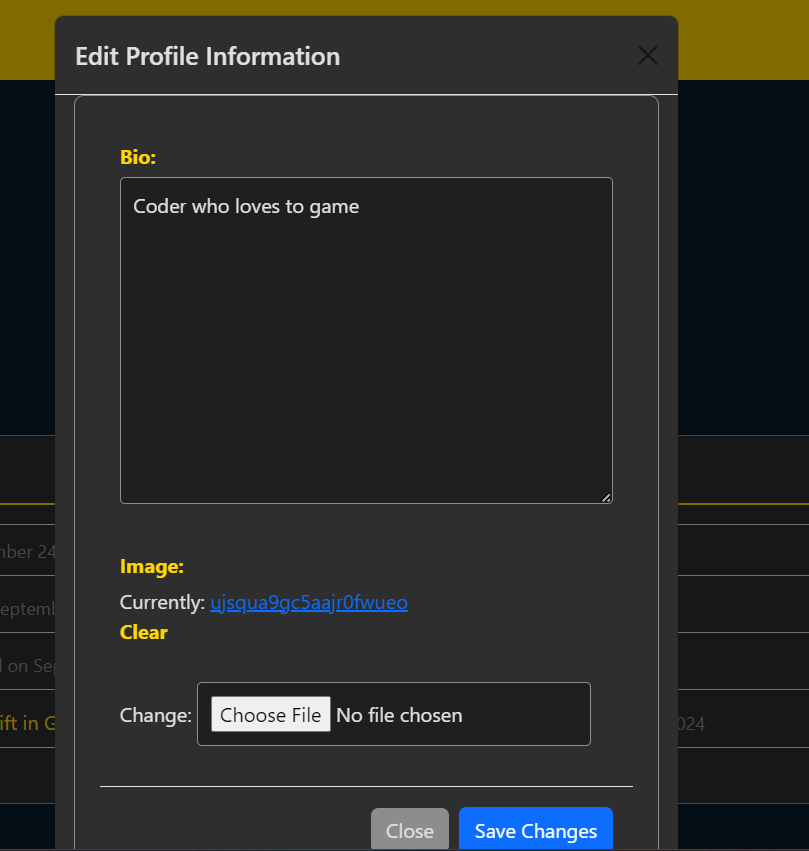 Edit Profile Information
Bio:
Coder who loves to game
Image:
Currently: ujsqua9gc5aajr0fwueo
Clear
Change: Choose File No file chosen
Close Save Changes
nber 24
eptemb
on Sep
ift in G
024